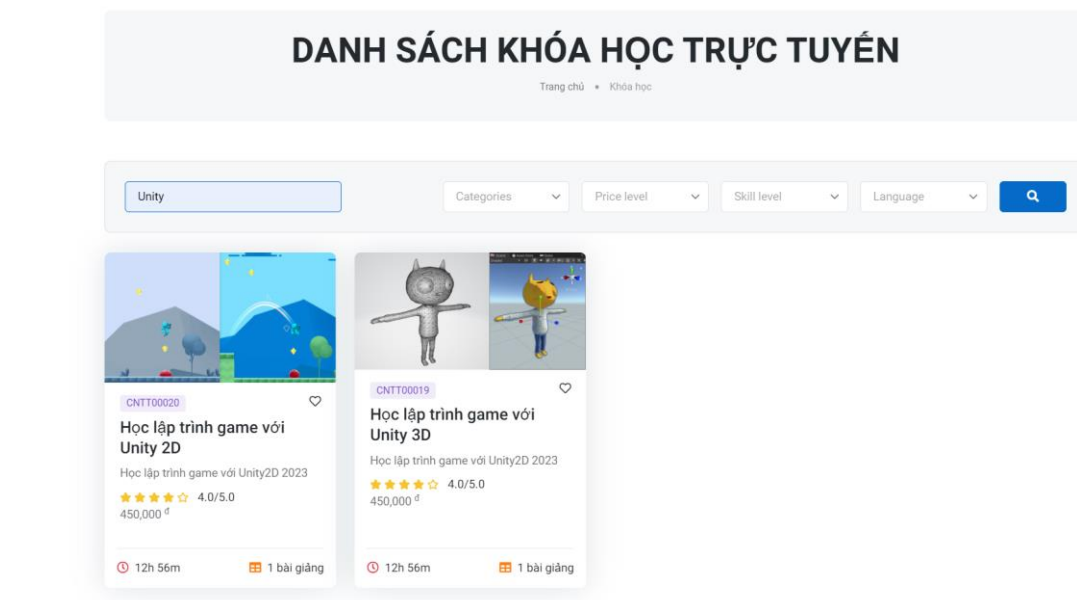 DANH SÁCH KHÓA HỌC TRỰC TUYẾN
Trang chủ • Khóa học
Unity
Categories
Price level
Skill level
Language
CNTT00020
Học lập trình game với
Unity 2D
Học lập trình game với Unity2D 2023
4.0/5.0
450,000 đ
12h 56m
1 bài giảng
CNTT00019
Học lập trình game với
Unity 3D
Học lập trình game với Unity2D 2023
4.0/5.0
450,000 đ
12h 56m
1 bài giảng